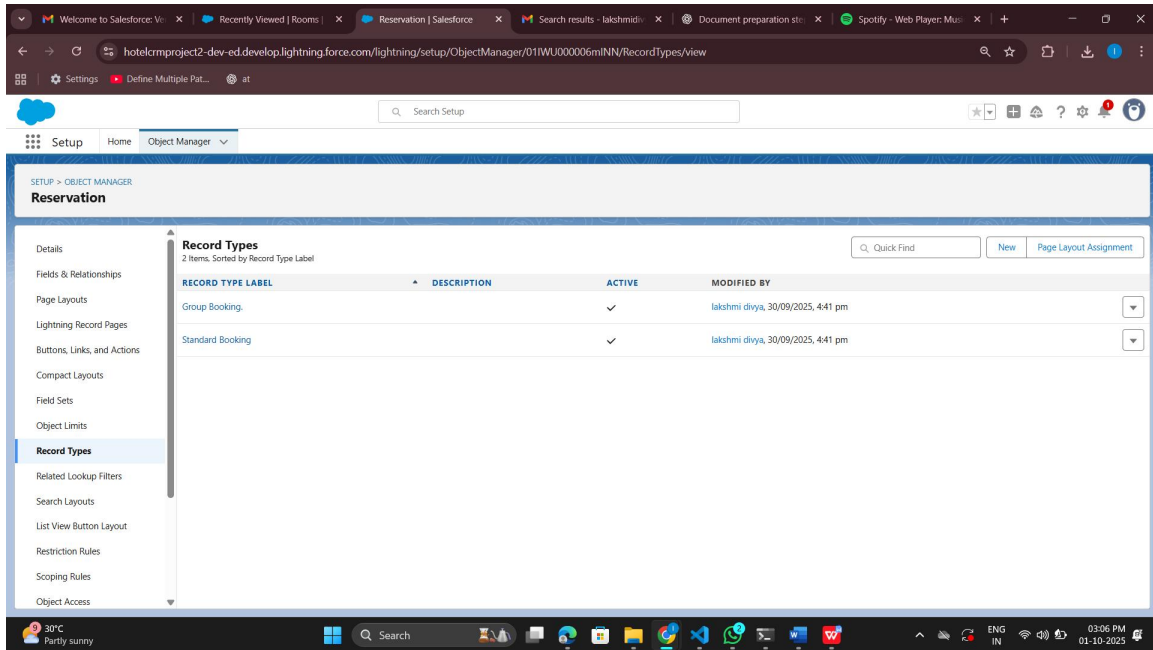 Welcome to Salesforce: Ve
Recently Viewed | Rooms |
Reservation | Salesforce
Search results - lakshmidiv
Document preparation ste
Spotify - Web Player: Mus
hotelcrmproject2-dev-ed.develop.lightning.force.com/lightning/setup/ObjectManager/01IWU000006mINN/RecordTypes/view
Settings
Define Multiple Pat...
at
Search Setup
1
Setup
Home
Object Manager
SETUP > OBJECT MANAGER
Reservation
Details
Fields & Relationships
Page Layouts
Lightning Record Pages
Buttons, Links, and Actions
Compact Layouts
Field Sets
Object Limits
Record Types
Related Lookup Filters
Search Layouts
List View Button Layout
Restriction Rules
Scoping Rules
Object Access
Record Types
2 Items, Sorted by Record Type Label
Quick Find
New
Page Layout Assignment
RECORD TYPE LABEL DESCRIPTION ACTIVE MODIFIED BY
Group Booking. lakshmi divya, 30/09/2025, 4:41 pm
Standard Booking lakshmi divya, 30/09/2025, 4:41 pm
9
30°C
Partly sunny
Search
2
ENG
IN
03:06 PM
01-10-2025